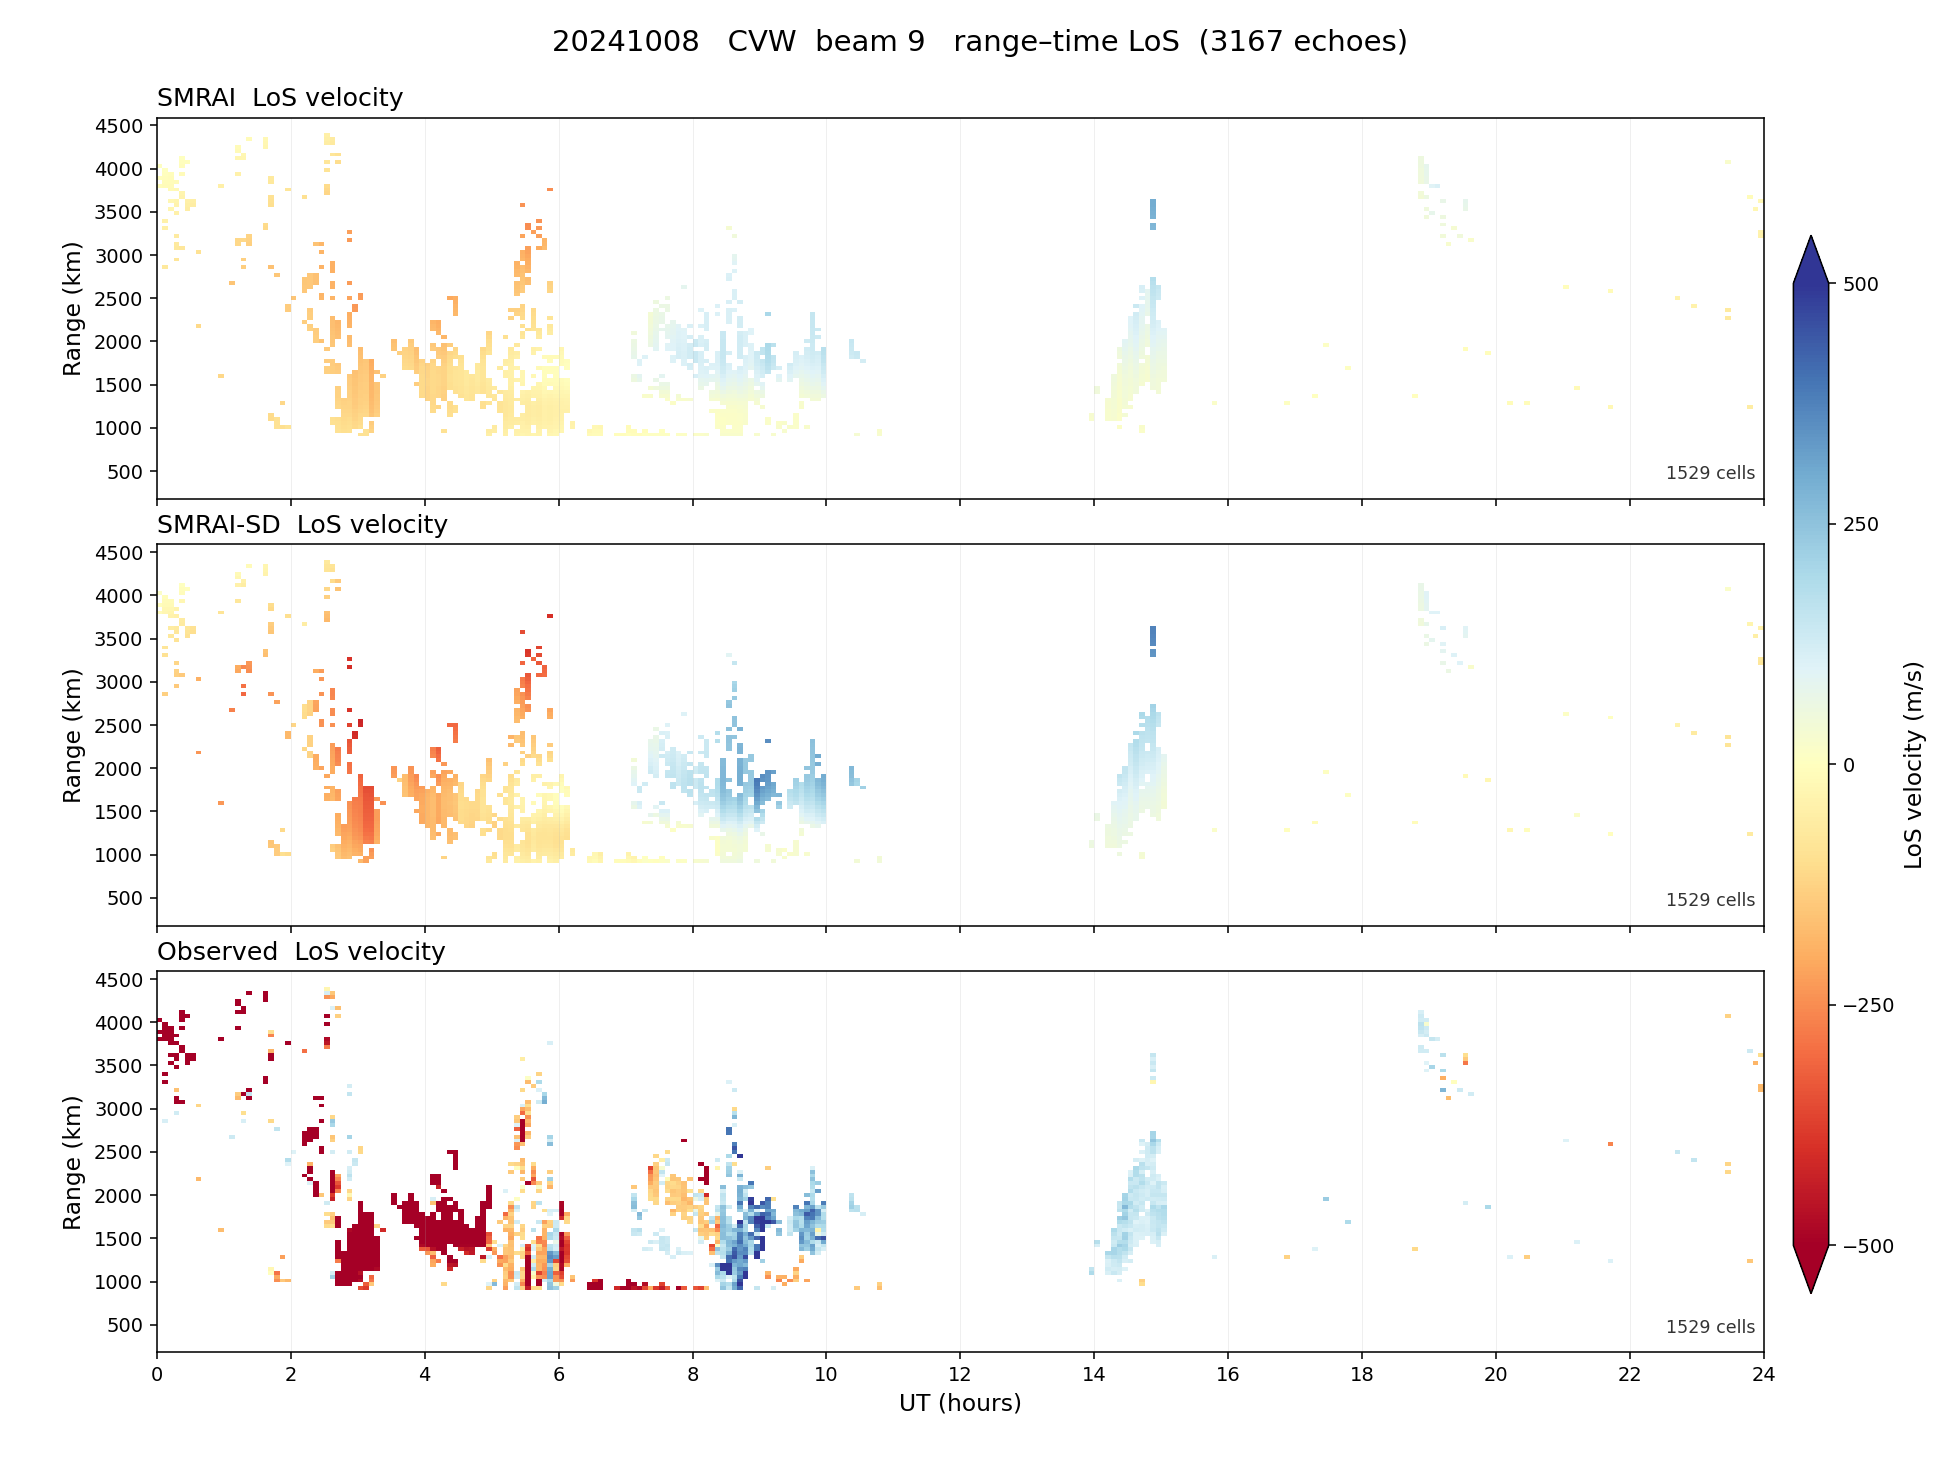 20241008   CVW  beam 9   range–time LoS  (3167 echoes)
SMRAI  LoS velocity
4500
4000
3500
3000
2500
2000
1500
1000
500
Range (km)
1529 cells
SMRAI-SD  LoS velocity
4500
4000
3500
3000
2500
2000
1500
1000
500
Range (km)
1529 cells
Observed  LoS velocity
4500
4000
3500
3000
2500
2000
1500
1000
500
Range (km)
1529 cells
0 2 4 6 8 10 12 14 16 18 20 22 24
UT (hours)
500
250
0
−250
−500
LoS velocity (m/s)